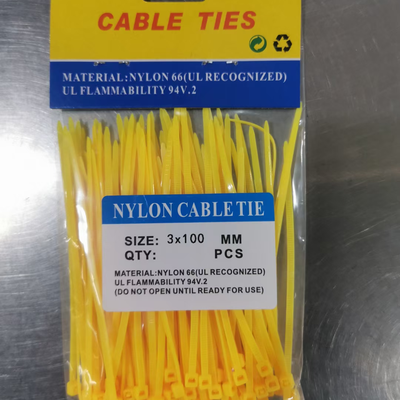 CABLE TIES
MATERIAL:NYLON 66(UL RECOGNIZED)
UL FLAMMABILITY 94V.2
NYLON CABLE TIE
SIZE: 3x100 MM
QTY: PCS
MATERIAL:NYLON 66(UL RECOGNIZED)
UL FLAMMABILITY 94V.2
(DO NOT OPEN UNTIL READY FOR USE)